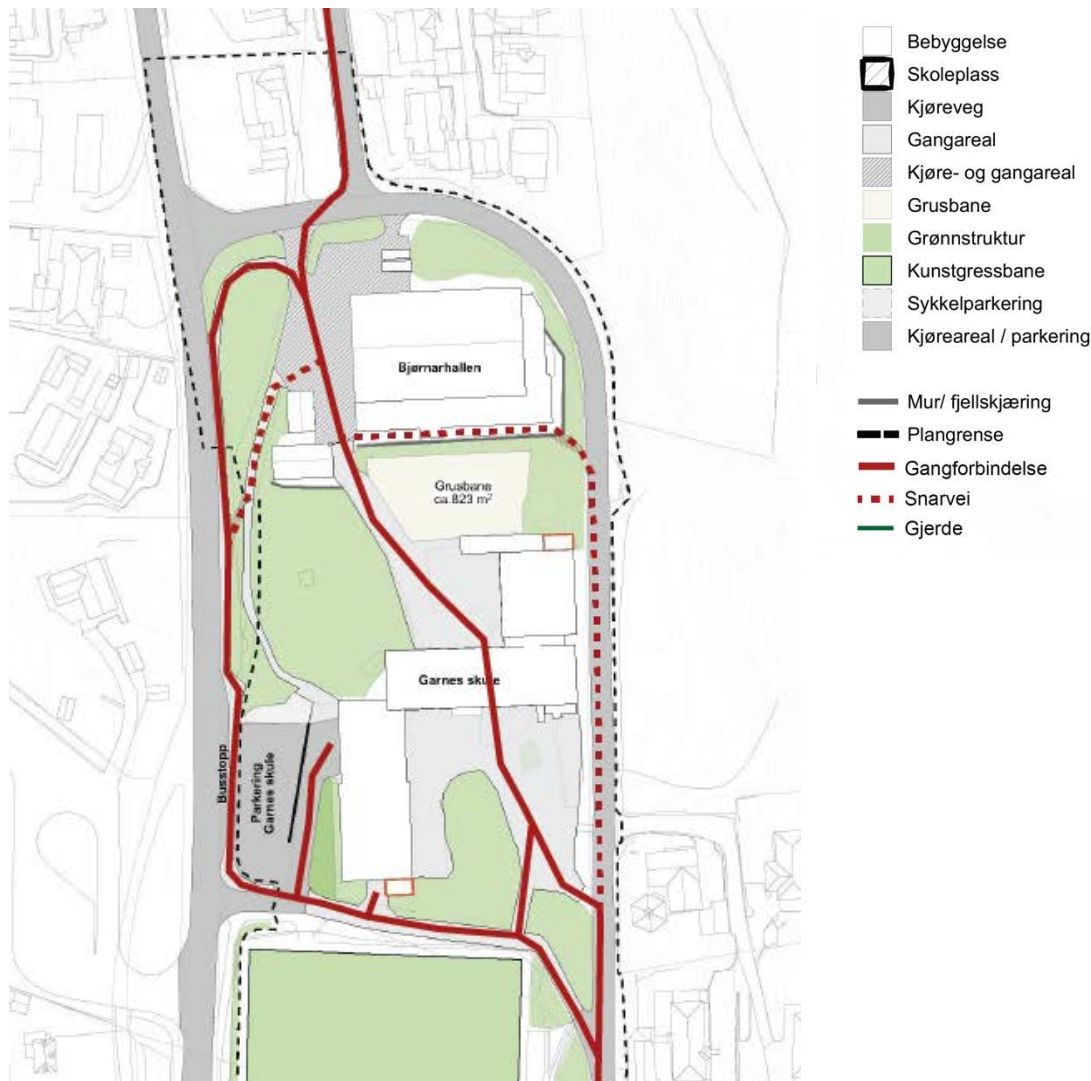 Bjørnarhallen
Grusbane
ca.823 m²
Garnes skule
Busstopp
Parkering
Garnes skule
Bebyggelse
Skoleplass
Kjøreveg
Gangareal
Kjøre- og gangareal
Grusbane
Grønnstruktur
Kunstgressbane
Sykkelparkering
Kjøreareal / parkering
Mur/ fjellskjæring
Plangrense
Gangforbindelse
Snarvei
Gjerde